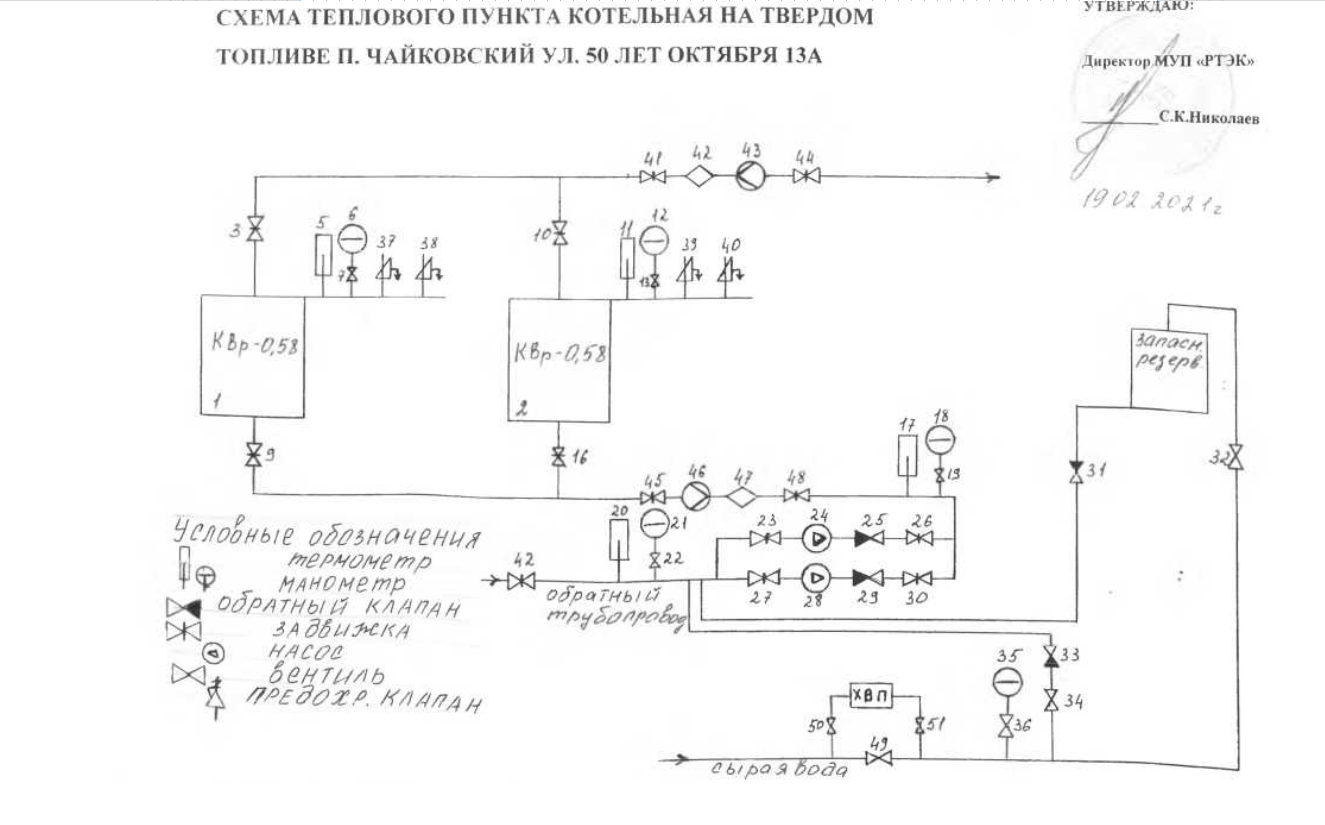 СХЕМА ТЕПЛОВОГО ПУНКТА КОТЕЛЬНАЯ НА ТВЕРДОМ
ТОПЛИВЕ П. ЧАЙКОВСКИЙ УЛ. 50 ЛЕТ ОКТЯБРЯ 13А
УТВЕРЖДАЮ:
Директор МУП «РТЭК»
С.К.Николаев
19 02 2021г
41 42 43 44
3 5 6 7 37 38
10 11 12 13 39 40
КВр-0,58
1
КВр-0,58
2
запасн.
резерв
9 16
17 18 19
31 32
45 46 47 48
20 21 22
23 24 25 26
42
27 28 29 30
обратный
трубопровод
Условные обозначения
термометр
манометр
обратный клапан
задвижка
насос
вентиль
предохр. клапан
33 34
35 36
ХВП
50 51
49
сырая вода